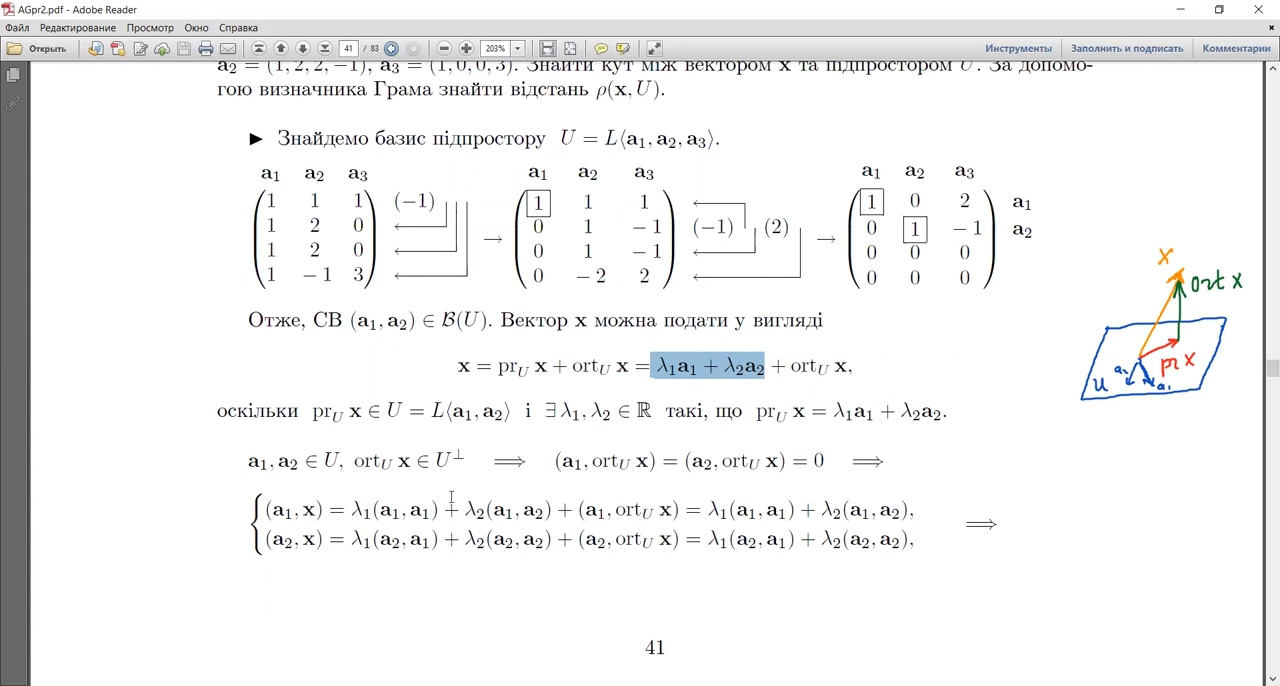 AGpr2.pdf - Adobe Reader
Файл Редактирование Просмотр Окно Справка
Открыть 41 / 83 203% Инструменты Заполнить и подписать Комментарии
a₂ = (1, 2, 2, −1), a₃ = (1, 0, 0, 3). Знайти кут між вектором x та підпростором U. За допомо-
гою визначника Грама знайти відстань ρ(x, U).
► Знайдемо базис підпростору U = L⟨a₁, a₂, a₃⟩.
a₁ a₂ a₃ a₁ a₂ a₃ a₁ a₂ a₃
1 1 1 (−1) 1 1 1 1 0 2 a₁
1 2 0 0 1 −1 (−1) (2) 0 1 −1 a₂
1 2 0 → 0 1 −1 → 0 0 0
1 −1 3 0 −2 2 0 0 0
Отже, СВ (a₁, a₂) ∈ ℬ(U). Вектор x можна подати у вигляді
x = pr_U x + ort_U x = λ₁a₁ + λ₂a₂ + ort_U x,
оскільки pr_U x ∈ U = L⟨a₁, a₂⟩ і ∃ λ₁, λ₂ ∈ ℝ такі, що pr_U x = λ₁a₁ + λ₂a₂.
a₁, a₂ ∈ U, ort_U x ∈ U^⊥ ⟹ (a₁, ort_U x) = (a₂, ort_U x) = 0 ⟹
(a₁, x) = λ₁(a₁, a₁) + λ₂(a₁, a₂) + (a₁, ort_U x) = λ₁(a₁, a₁) + λ₂(a₁, a₂),
(a₂, x) = λ₁(a₂, a₁) + λ₂(a₂, a₂) + (a₂, ort_U x) = λ₁(a₂, a₁) + λ₂(a₂, a₂), ⟹
41
x
ort x
pr x
a₂
a₁
U